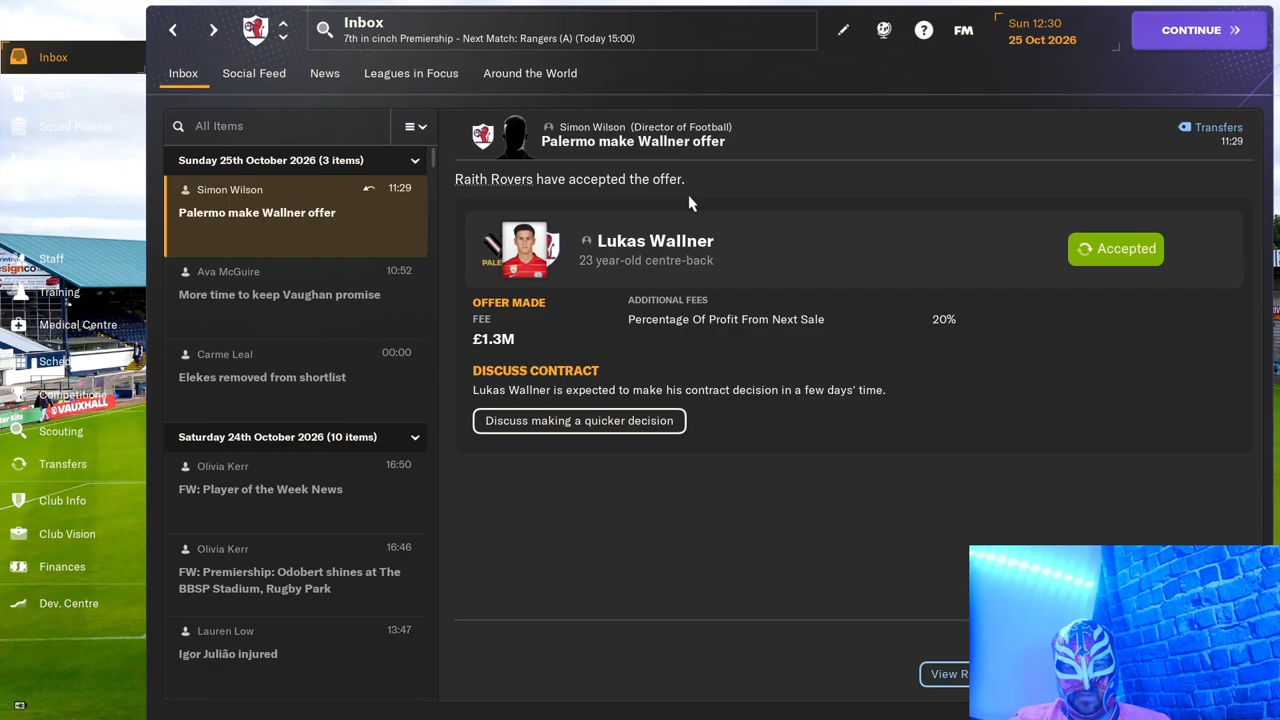 Inbox
7th in cinch Premiership - Next Match: Rangers (A) (Today 15:00)
FM
Sun 12:30
25 Oct 2026
CONTINUE
Inbox
Social Feed
News
Leagues in Focus
Around the World
Inbox
Squad
Squad Planner
Staff
Training
Medical Centre
Sched
Competitions
Scouting
Transfers
Club Info
Club Vision
Finances
Dev. Centre
All Items
Sunday 25th October 2026 (3 items)
Simon Wilson
11:29
Palermo make Wallner offer
Ava McGuire
10:52
More time to keep Vaughan promise
Carme Leal
00:00
Elekes removed from shortlist
Saturday 24th October 2026 (10 items)
Olivia Kerr
16:50
FW: Player of the Week News
Olivia Kerr
16:46
FW: Premiership: Odobert shines at The
BBSP Stadium, Rugby Park
Lauren Low
13:47
Igor Julião injured
Simon Wilson (Director of Football)
Palermo make Wallner offer
Transfers
11:29
Raith Rovers have accepted the offer.
PALE
Lukas Wallner
23 year-old centre-back
Accepted
OFFER MADE
FEE
£1.3M
ADDITIONAL FEES
Percentage Of Profit From Next Sale
20%
DISCUSS CONTRACT
Lukas Wallner is expected to make his contract decision in a few days' time.
Discuss making a quicker decision
View R
VAUXHALL